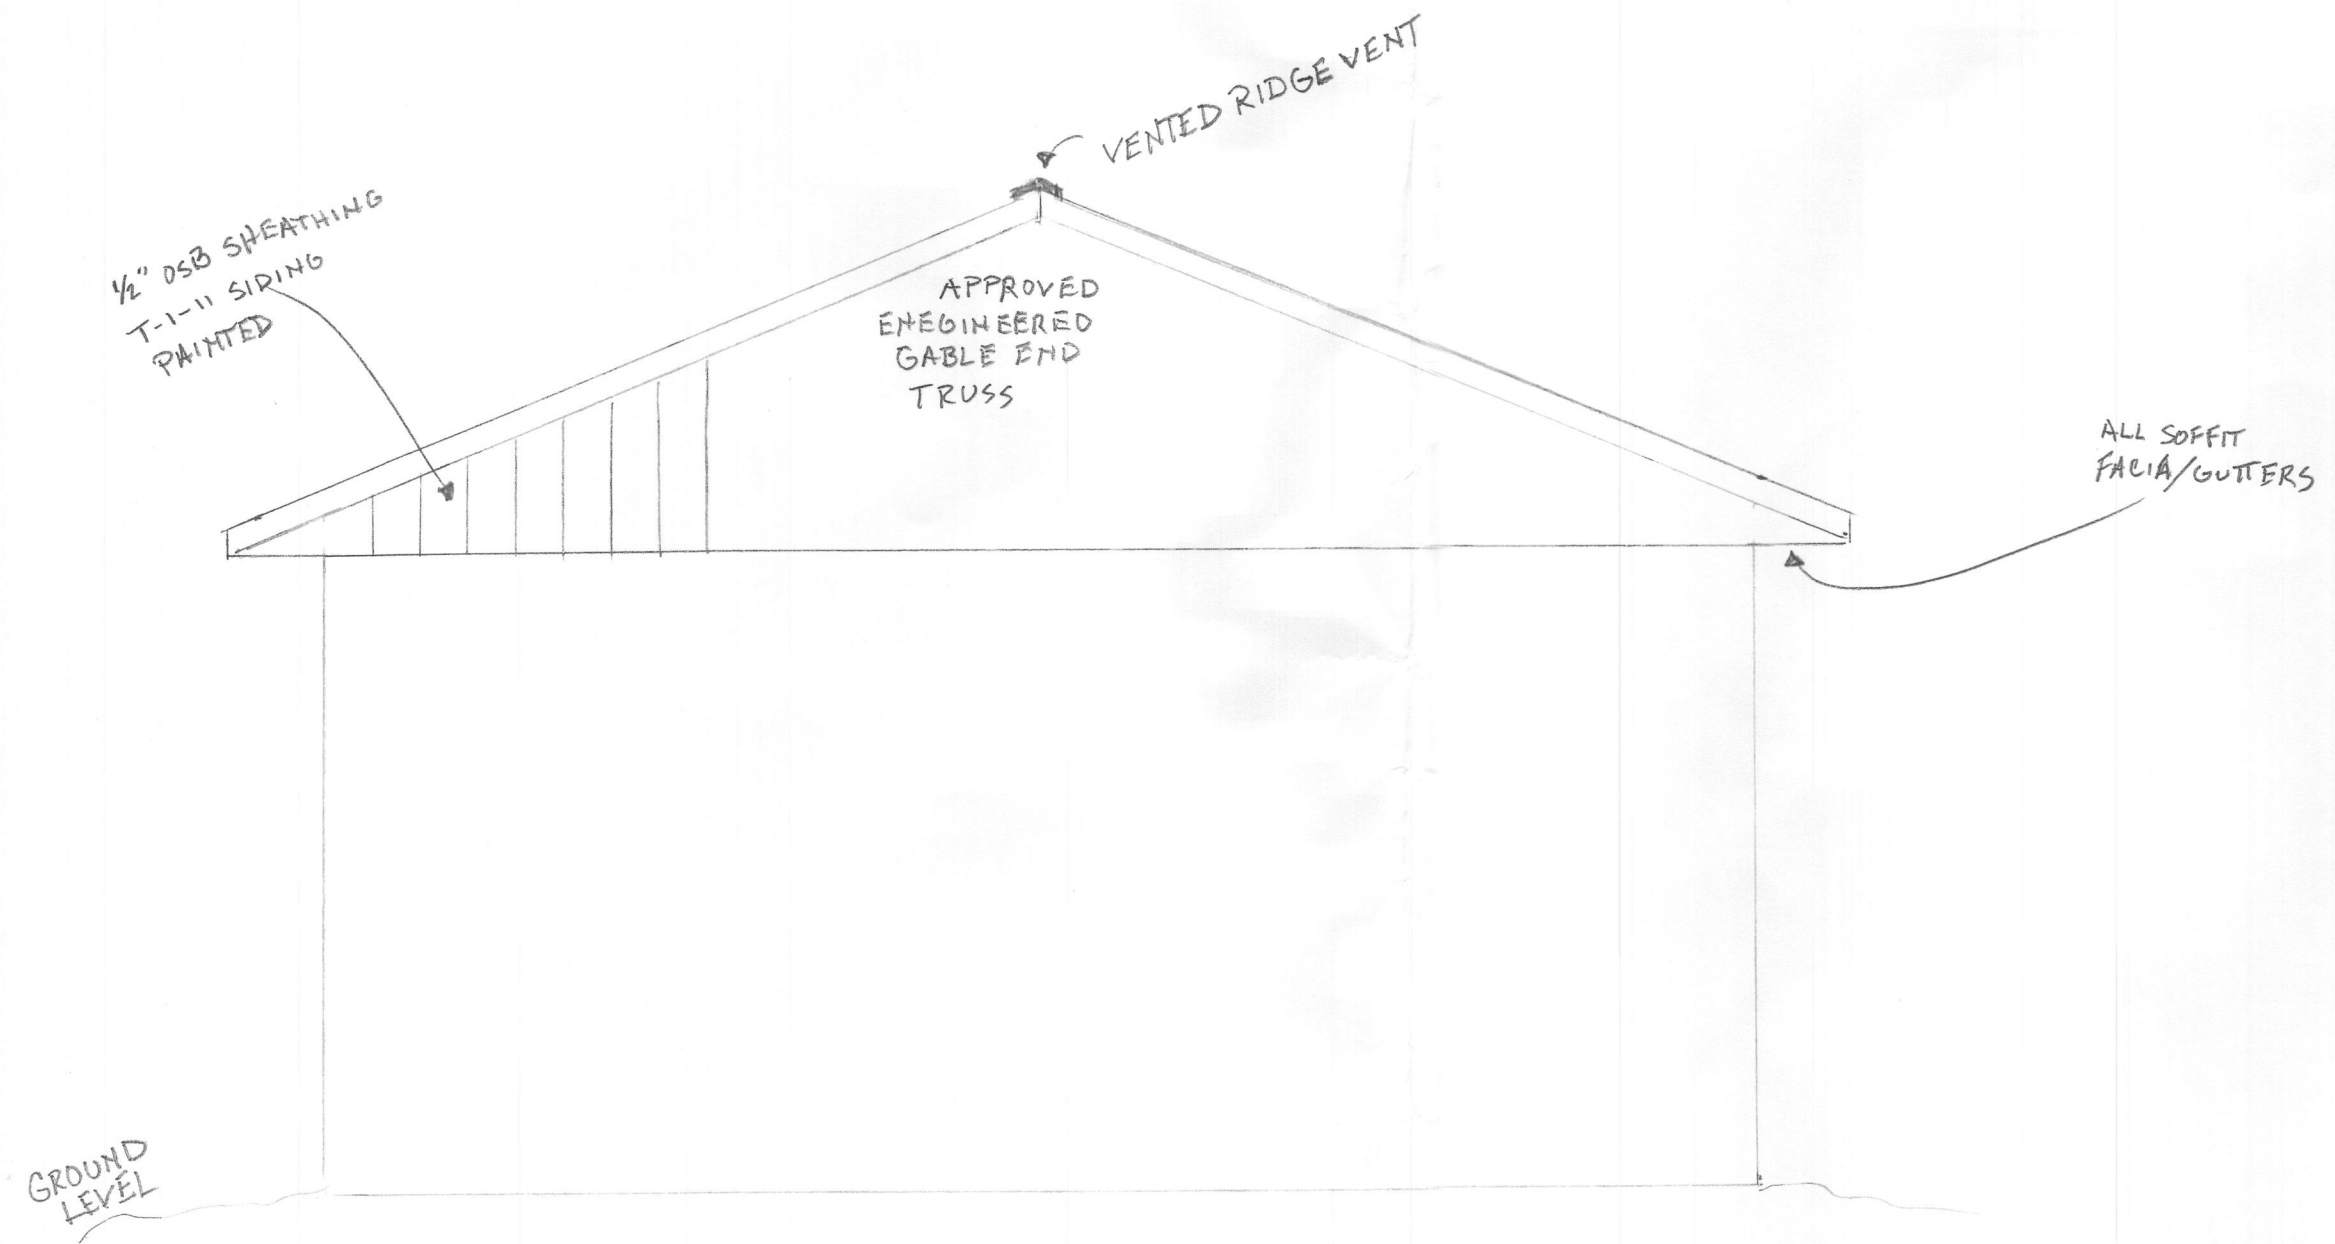 VENTED RIDGE VENT
1/2" OSB SHEATHING
T-1-11 SIDING
PAINTED
APPROVED
ENEGINEERED
GABLE END
TRUSS
ALL SOFFIT
FACIA/GUTTERS
GROUND
LEVEL